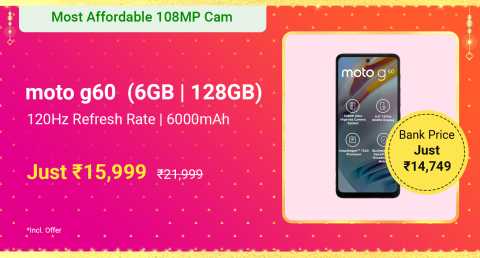 Most Affordable 108MP Cam
moto g60 (6GB | 128GB)
120Hz Refresh Rate | 6000mAh
Just ₹15,999 ₹21,999
*Incl. Offer
moto g60
Bank Price
Just
₹14,749